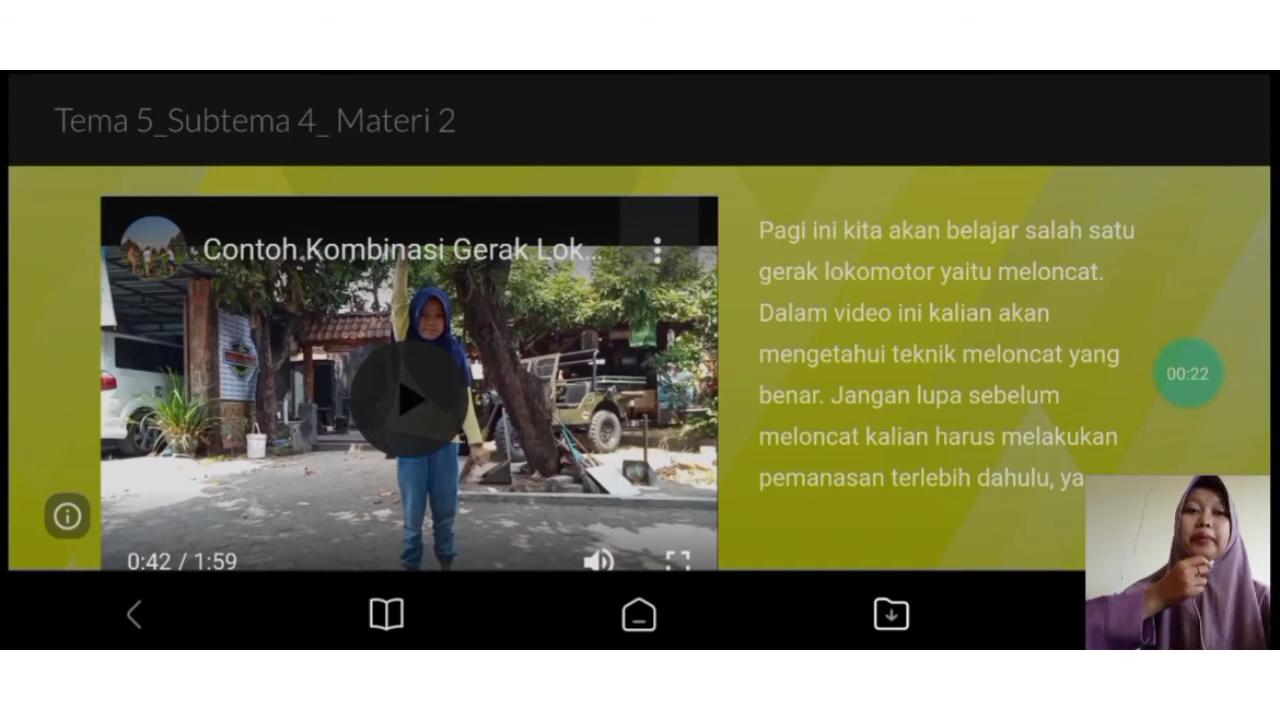 Tema 5_Subtema 4_ Materi 2
Contoh Kombinasi Gerak Lok...
Pagi ini kita akan belajar salah satu
gerak lokomotor yaitu meloncat.
Dalam video ini kalian akan
mengetahui teknik meloncat yang
benar. Jangan lupa sebelum
meloncat kalian harus melakukan
pemanasan terlebih dahulu, ya
00:22
0:42 / 1:59